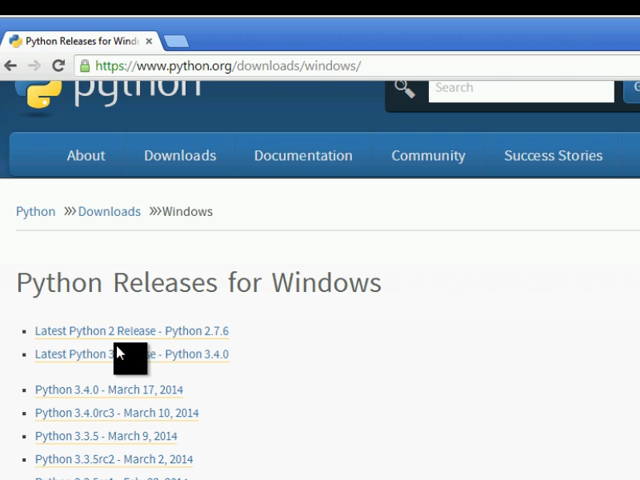 Python Releases for Wind
https://www.python.org/downloads/windows/
python
Search
About Downloads Documentation Community Success Stories
Python »» Downloads »» Windows
Python Releases for Windows
Latest Python 2 Release - Python 2.7.6
Latest Python 3 se - Python 3.4.0
Python 3.4.0 - March 17, 2014
Python 3.4.0rc3 - March 10, 2014
Python 3.3.5 - March 9, 2014
Python 3.3.5rc2 - March 2, 2014